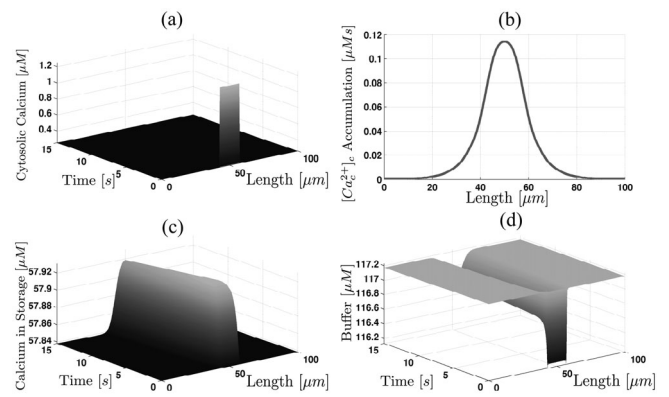 (a)
Cytosolic Calcium [μM]
1.2
1
0.8
0.6
0.4
15
10
5
0
Time [s]
0
50
100
Length [μm]
(b)
[Ca_c^{2+}]_c Accumulation [μMs]
0.12
0.1
0.08
0.06
0.04
0.02
0
0 20 40 60 80 100
Length [μm]
(c)
Calcium in Storage [μM]
57.92
57.9
57.88
57.86
57.84
15
10
5
0
Time [s]
0
50
100
Length [μm]
(d)
Buffer [μM]
117.2
117
116.8
116.6
116.4
116.2
15
10
5
0
Time [s]
0
50
100
Length [μm]